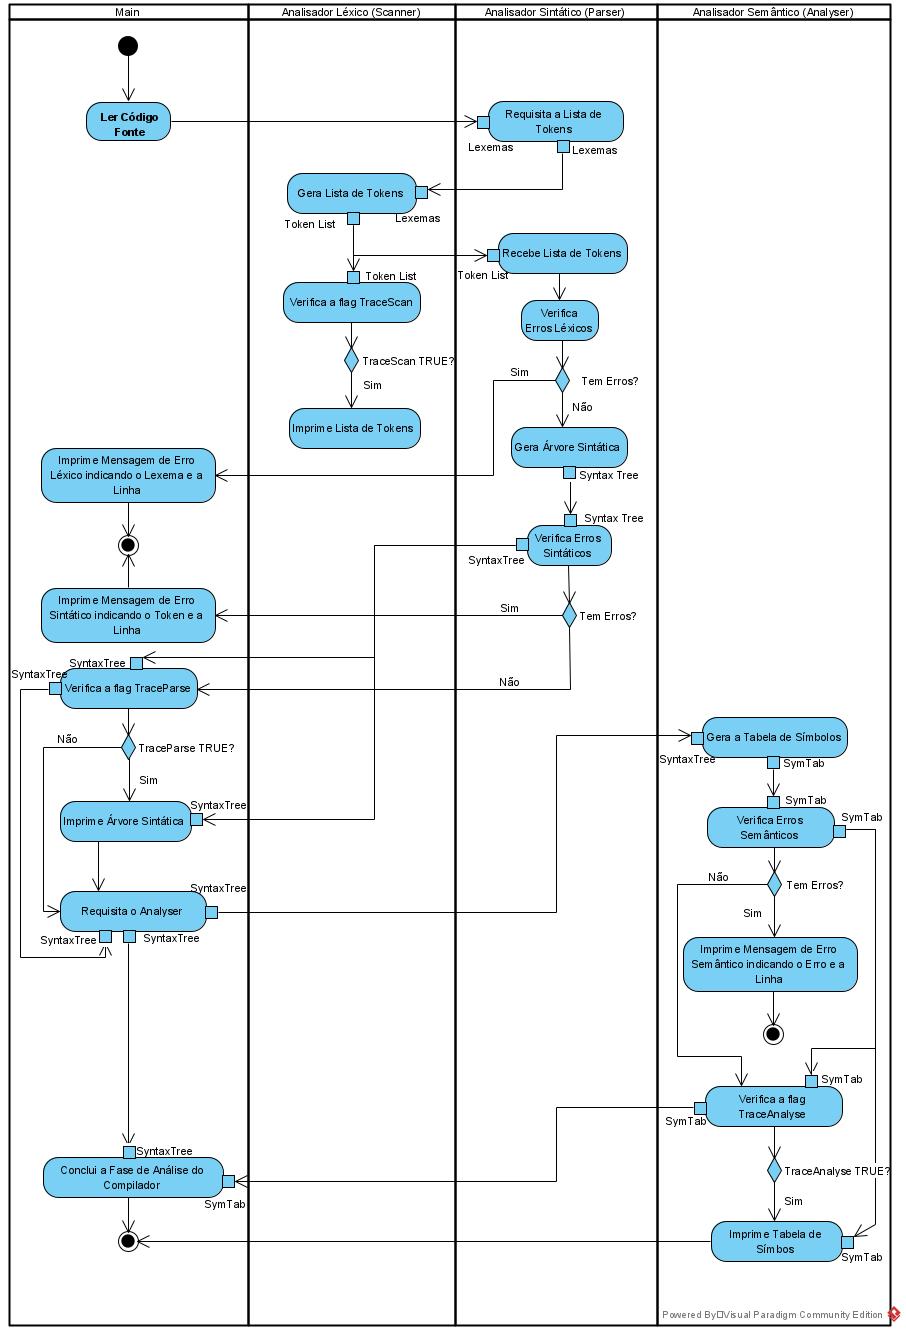 Main
Analisador Léxico (Scanner)
Analisador Sintático (Parser)
Analisador Semântico (Analyser)
Ler Código
Fonte
Requisita a Lista de
Tokens
Lexemas
Lexemas
Gera Lista de Tokens
Lexemas
Token List
Recebe Lista de Tokens
Token List
Token List
Verifica a flag TraceScan
Verifica
Erros Léxicos
TraceScan TRUE?
Sim
Sim
Tem Erros?
Não
Imprime Lista de Tokens
Gera Árvore Sintática
Syntax Tree
Imprime Mensagem de Erro
Léxico indicando o Lexema e a
Linha
Syntax Tree
Verifica Erros
Sintáticos
SyntaxTree
Imprime Mensagem de Erro
Sintático indicando o Token e a
Linha
Sim
Tem Erros?
SyntaxTree
SyntaxTree
Verifica a flag TraceParse
Não
Não
TraceParse TRUE?
Sim
Gera a Tabela de Símbolos
SyntaxTree
SymTab
SymTab
SyntaxTree
Imprime Árvore Sintática
Verifica Erros
Semânticos
SymTab
Não
Tem Erros?
Sim
SyntaxTree
Requisita o Analyser
SyntaxTree
SyntaxTree
Imprime Mensagem de Erro
Semântico indicando o Erro e a
Linha
SymTab
Verifica a flag
TraceAnalyse
SymTab
SyntaxTree
Conclui a Fase de Análise do
Compilador
SymTab
TraceAnalyse TRUE?
Sim
Imprime Tabela de
Símbos
SymTab
Powered By Visual Paradigm Community Edition